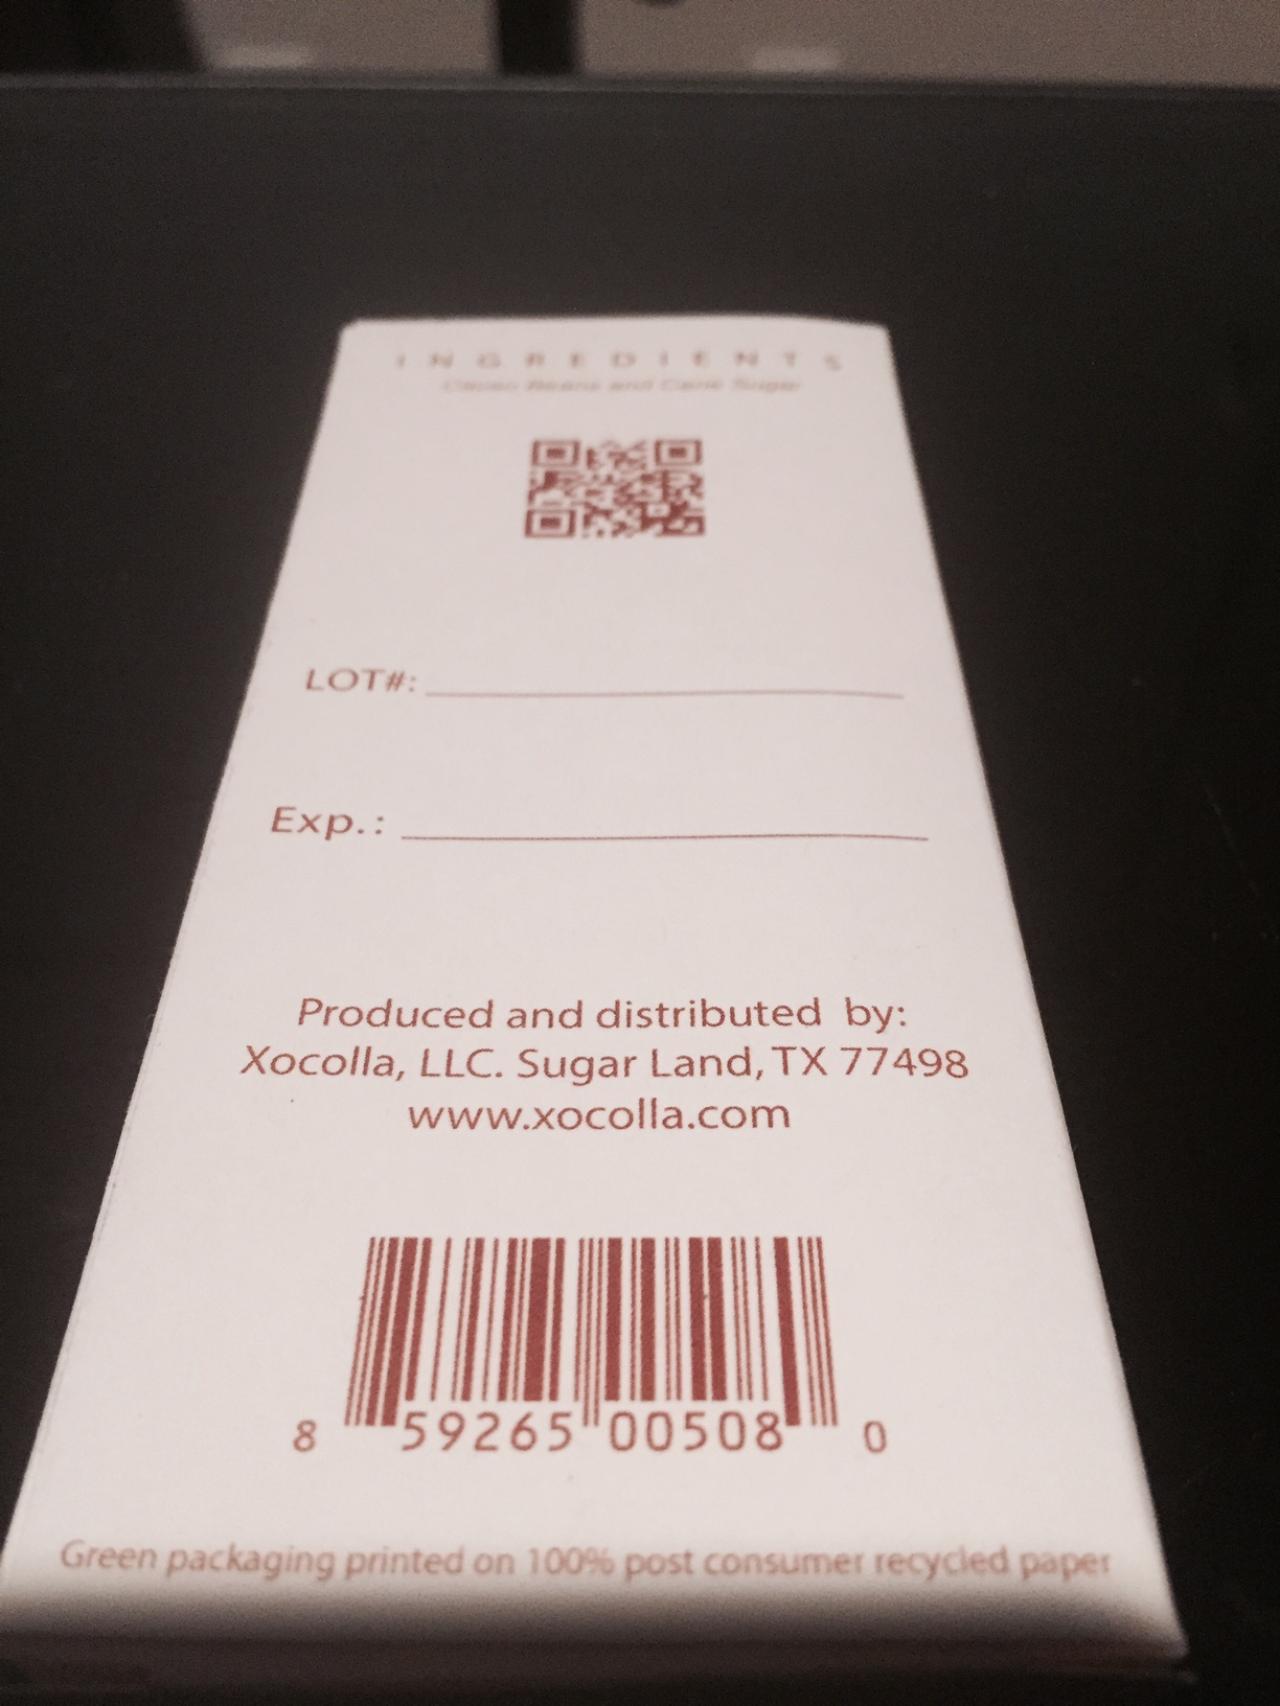 INGREDIENTS
Cacao Beans and Cane Sugar
LOT#:
Exp.:
Produced and distributed by:
Xocolla, LLC. Sugar Land, TX 77498
www.xocolla.com
8 59265 00508 0
Green packaging printed on 100% post consumer recycled paper